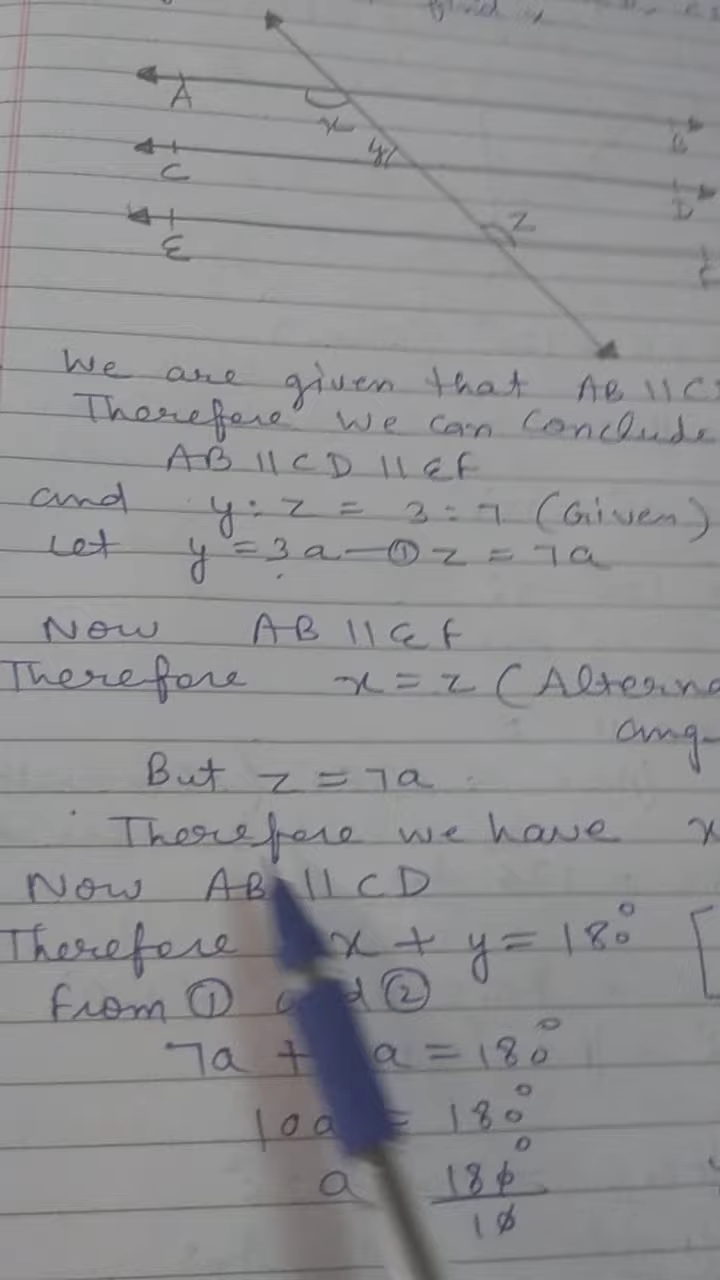 A
x
y
C
D
z
E
We are given that AB || C
Therefore we can conclude
AB || CD || EF
and y : z = 3 : 7 (Given)
Let y = 3a — ① z = 7a
Now AB || EF
Therefore x = z (Alterna
ang
But z = 7a
Therefore we have x
Now AB || CD
Therefore x + y = 180° [
From ① ②
7a + a = 180°
10a = 180°
a 180°
10